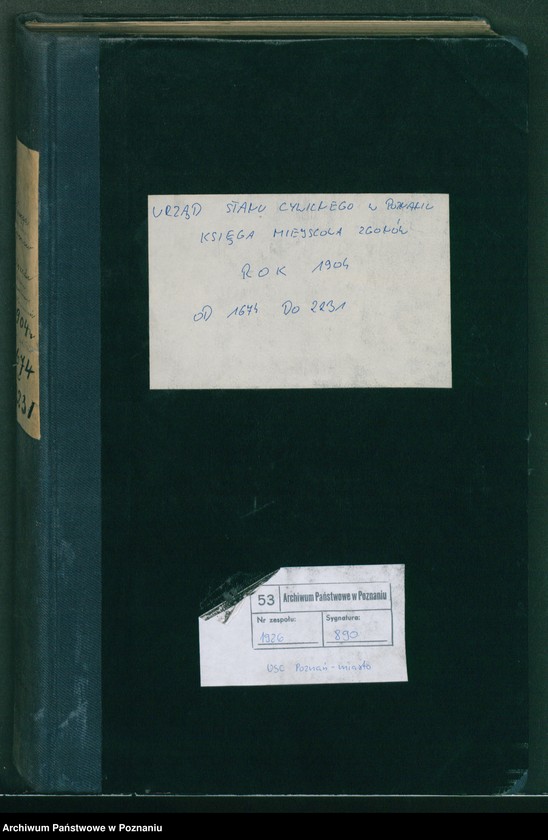 URZĄD STANU CYWILNEGO W POZNANIU
KSIĘGA MIEJSCOWA ZGONÓW
ROK 1904
OD 1674 DO 2231
1904
1674
2231
53 Archiwum Państwowe w Poznaniu
Nr zespołu: Sygnatura:
1926 890
USC Poznań - miasto
Archiwum Państwowe w Poznaniu